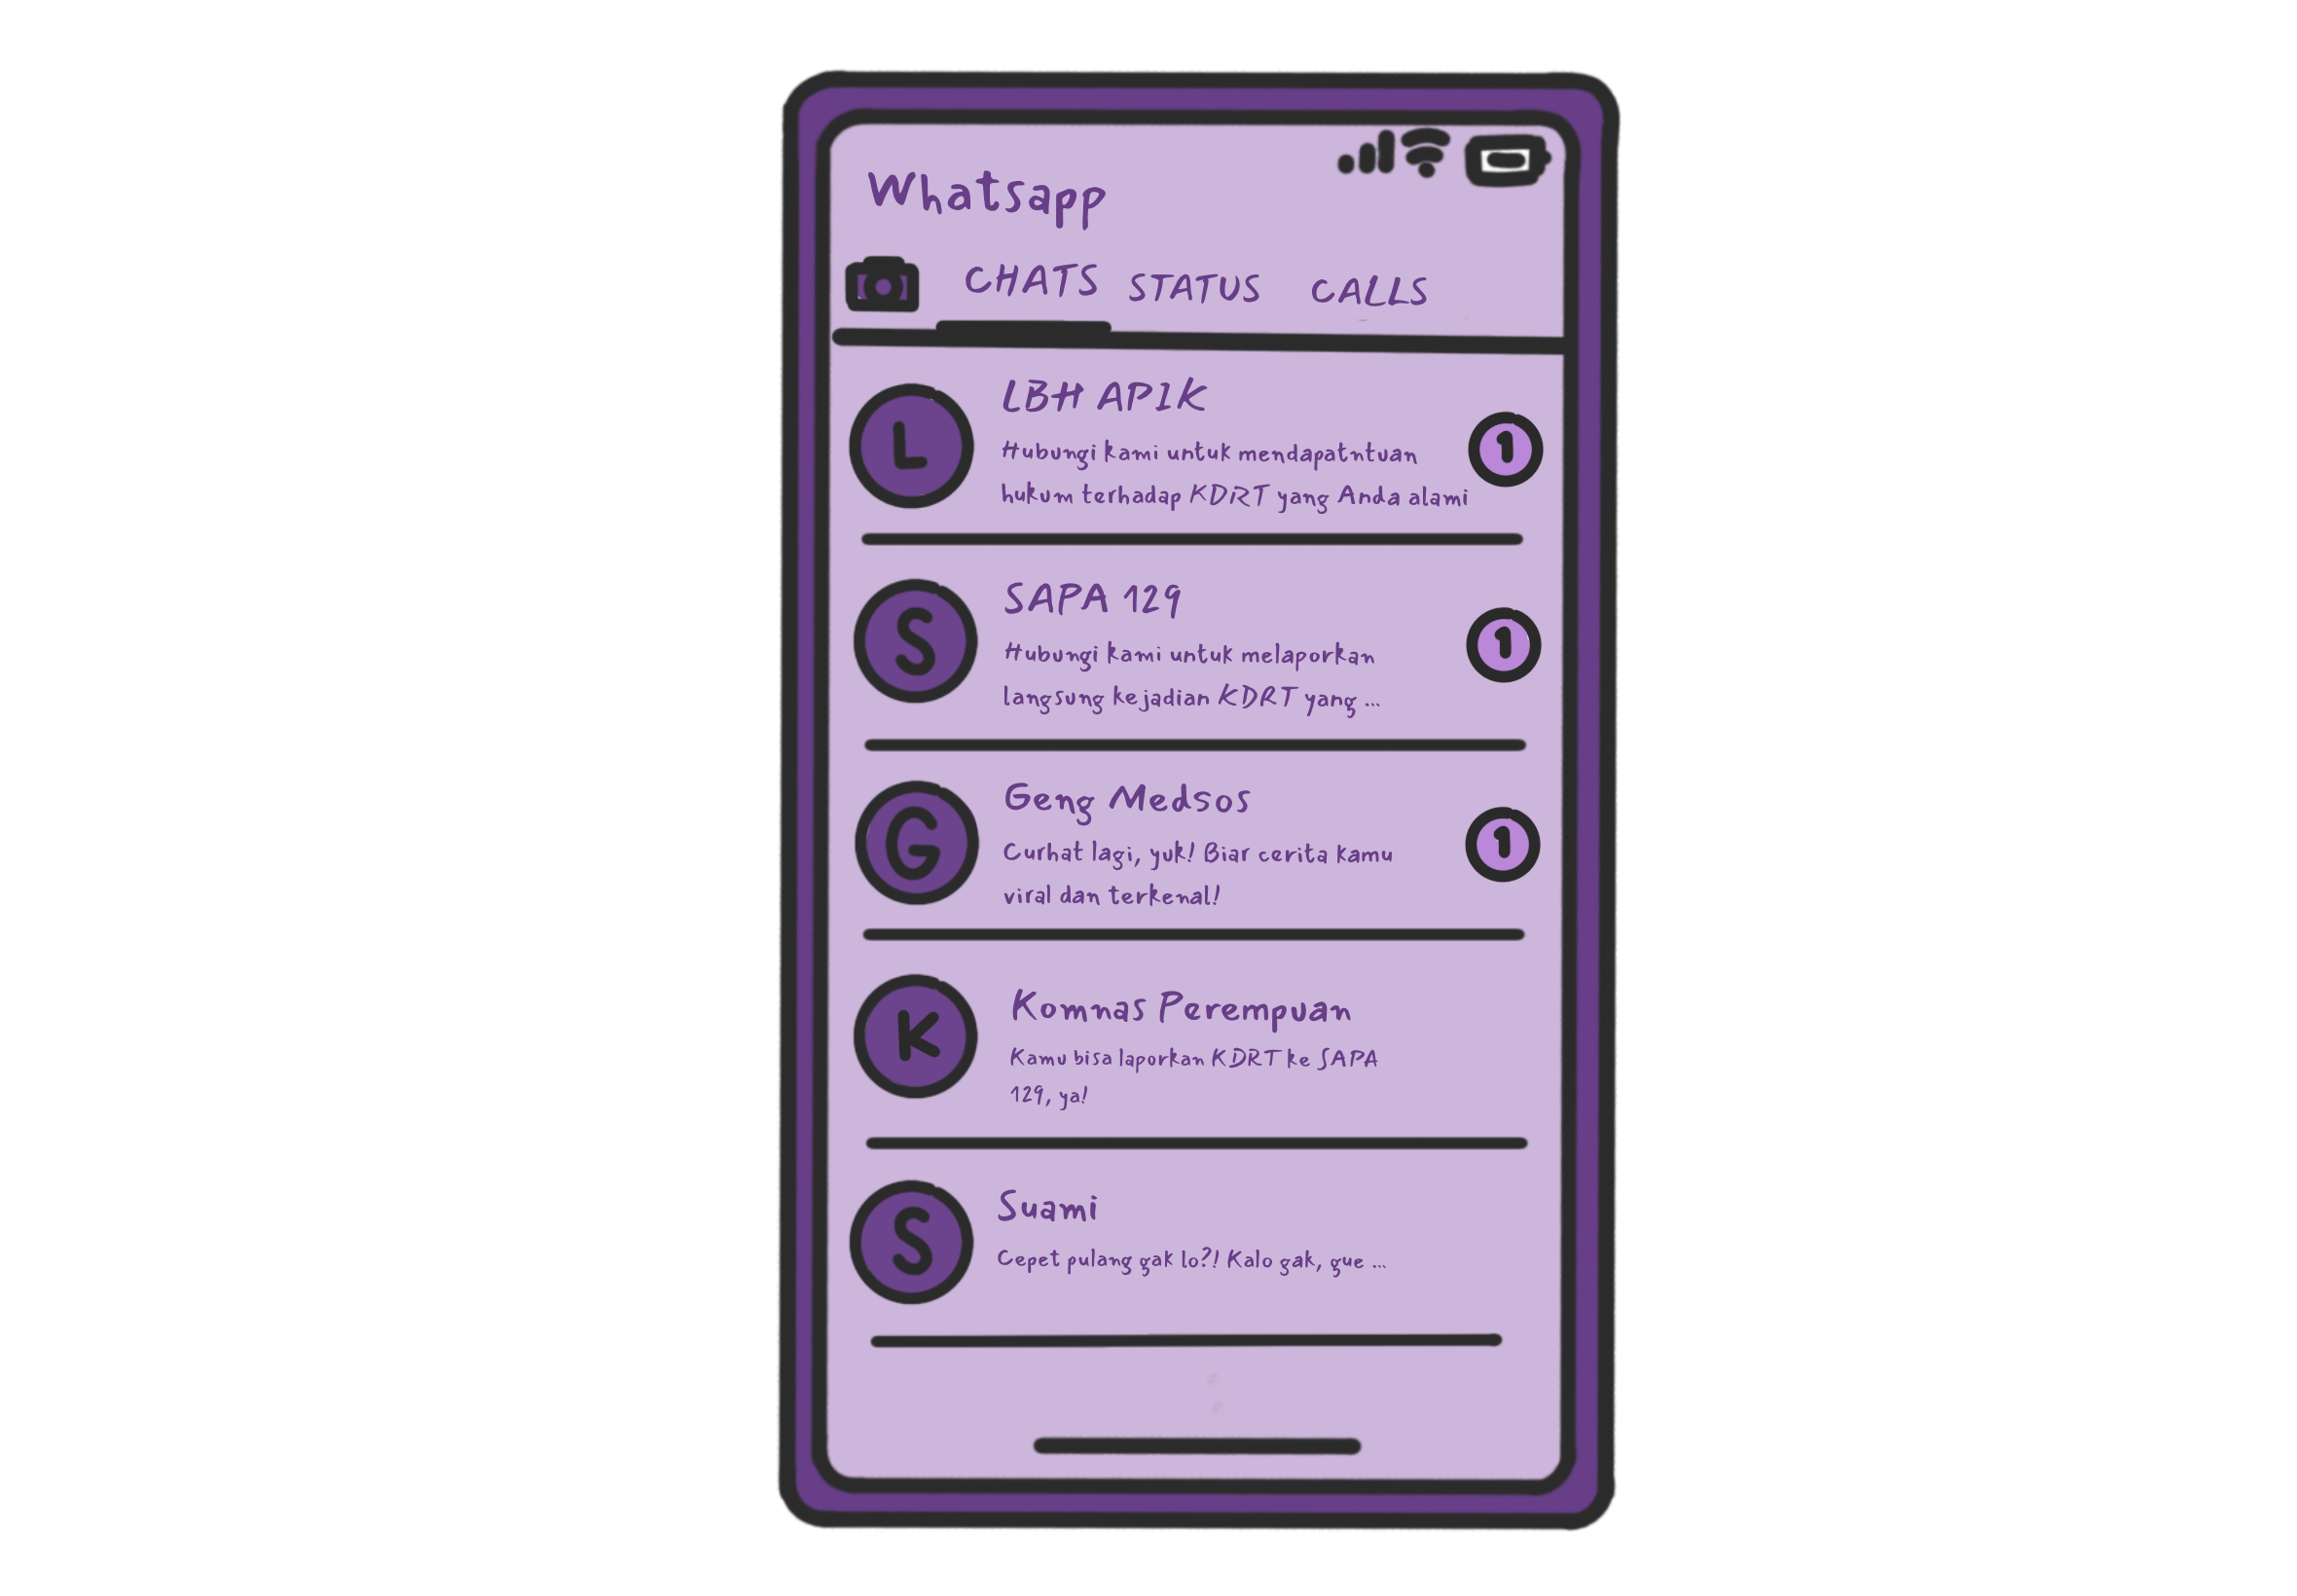 Whatsapp
CHATS STATUS CALLS
L
LBH APIK
Hubungi kami untuk mendapatntuan
hukum terhadap KDRT yang Anda alami
1
S
SAPA 129
Hubungi kami untuk melaporkan
langsung kejadian KDRT yang ...
1
G
Geng Medsos
Curhat lagi, yuk! Biar cerita kamu
viral dan terkenal!
1
K
Komnas Perempuan
Kamu bisa laporkan KDRT ke SAPA
129, ya!
S
Suami
Cepet pulang gak lo?! Kalo gak, gue ...